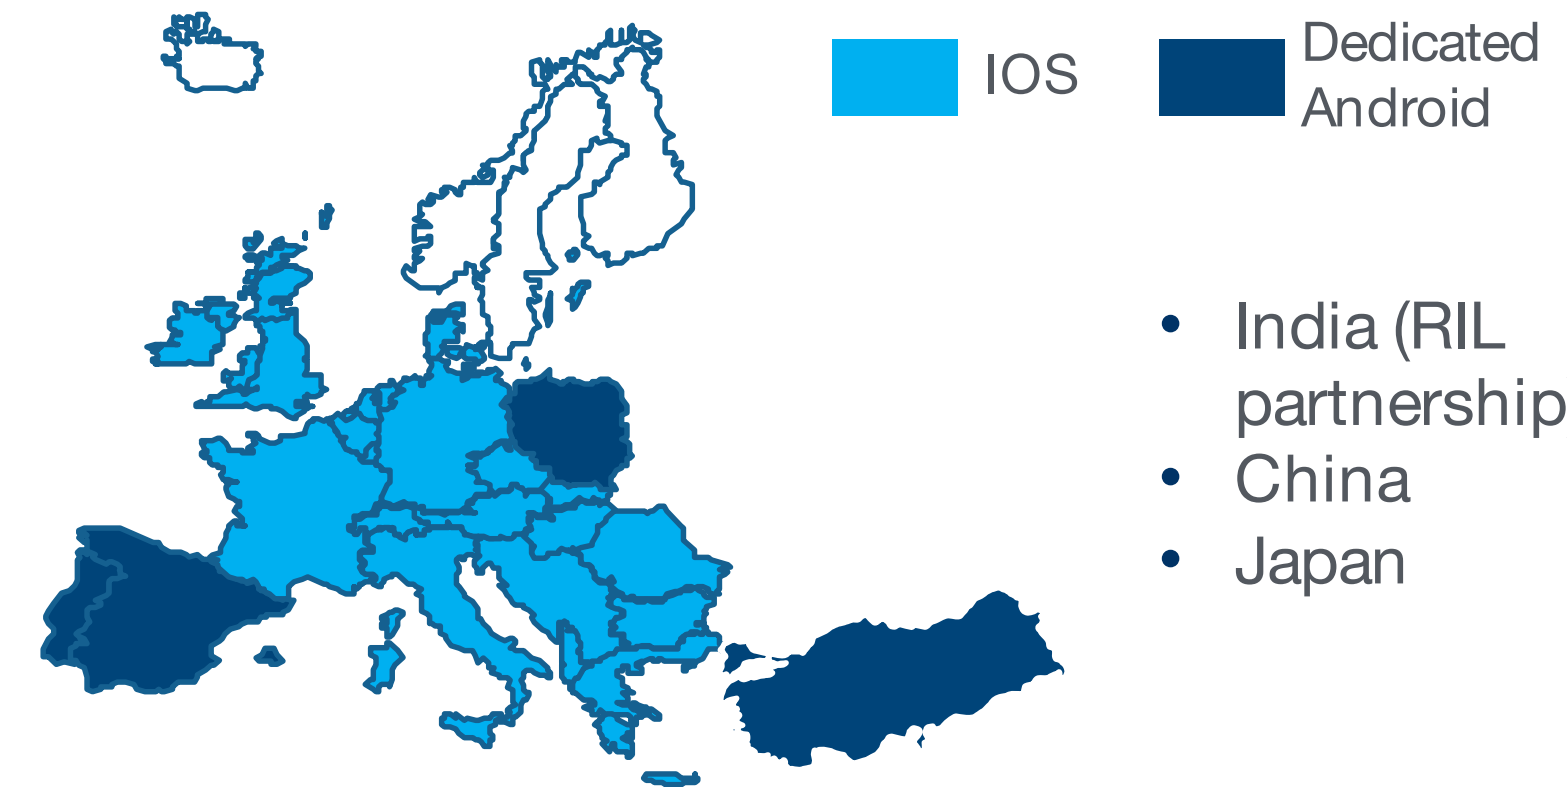 IOS
Dedicated
Android
• India (RIL
partnership
• China
• Japan